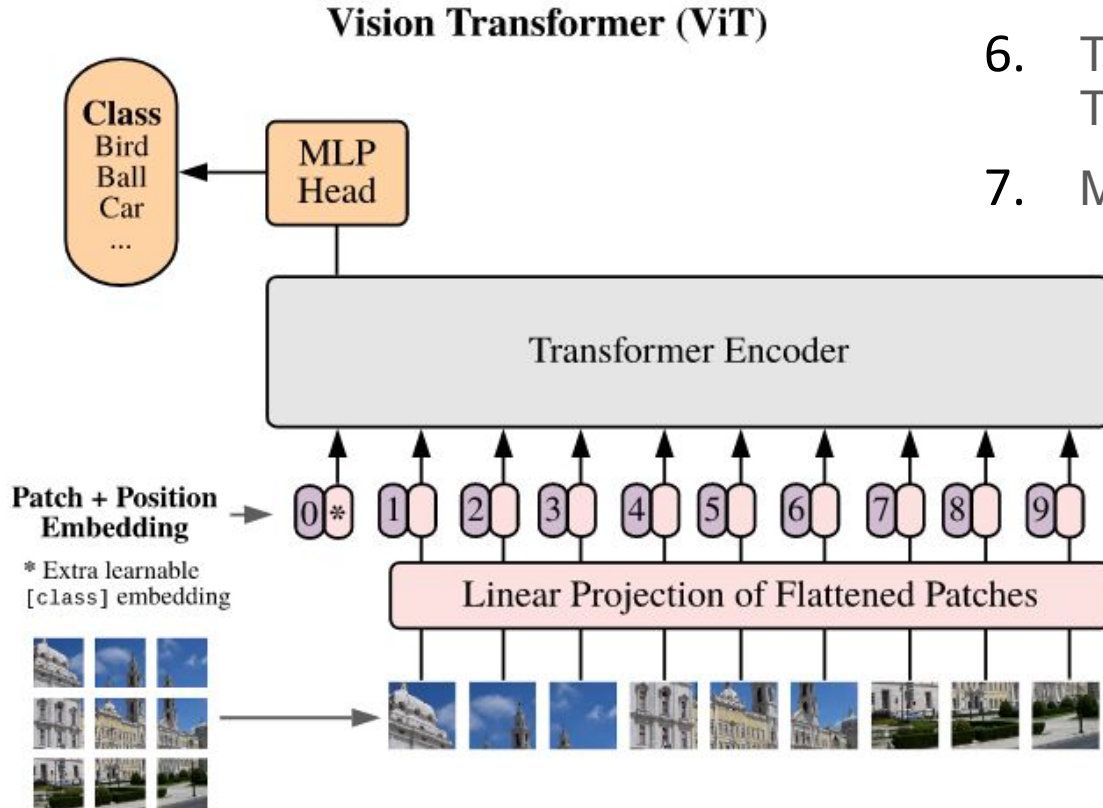 Vision Transformer (ViT)
6.
7.
Class
Bird
Ball
Car
...
MLP
Head
Transformer Encoder
Patch + Position
Embedding
0 * 1 2 3 4 5 6 7 8 9
* Extra learnable
[class] embedding
Linear Projection of Flattened Patches